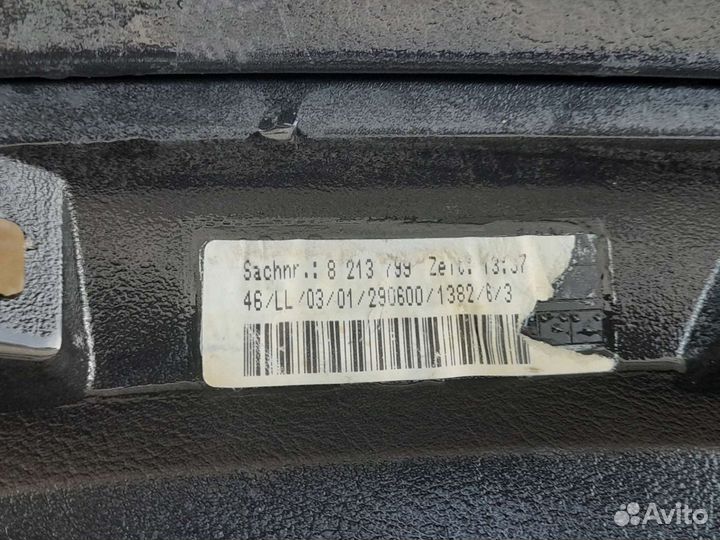 Sachnr.: 8 213 799 Zeit: 13:37
46/LL/03/01/290600/1382/6/3
Avito